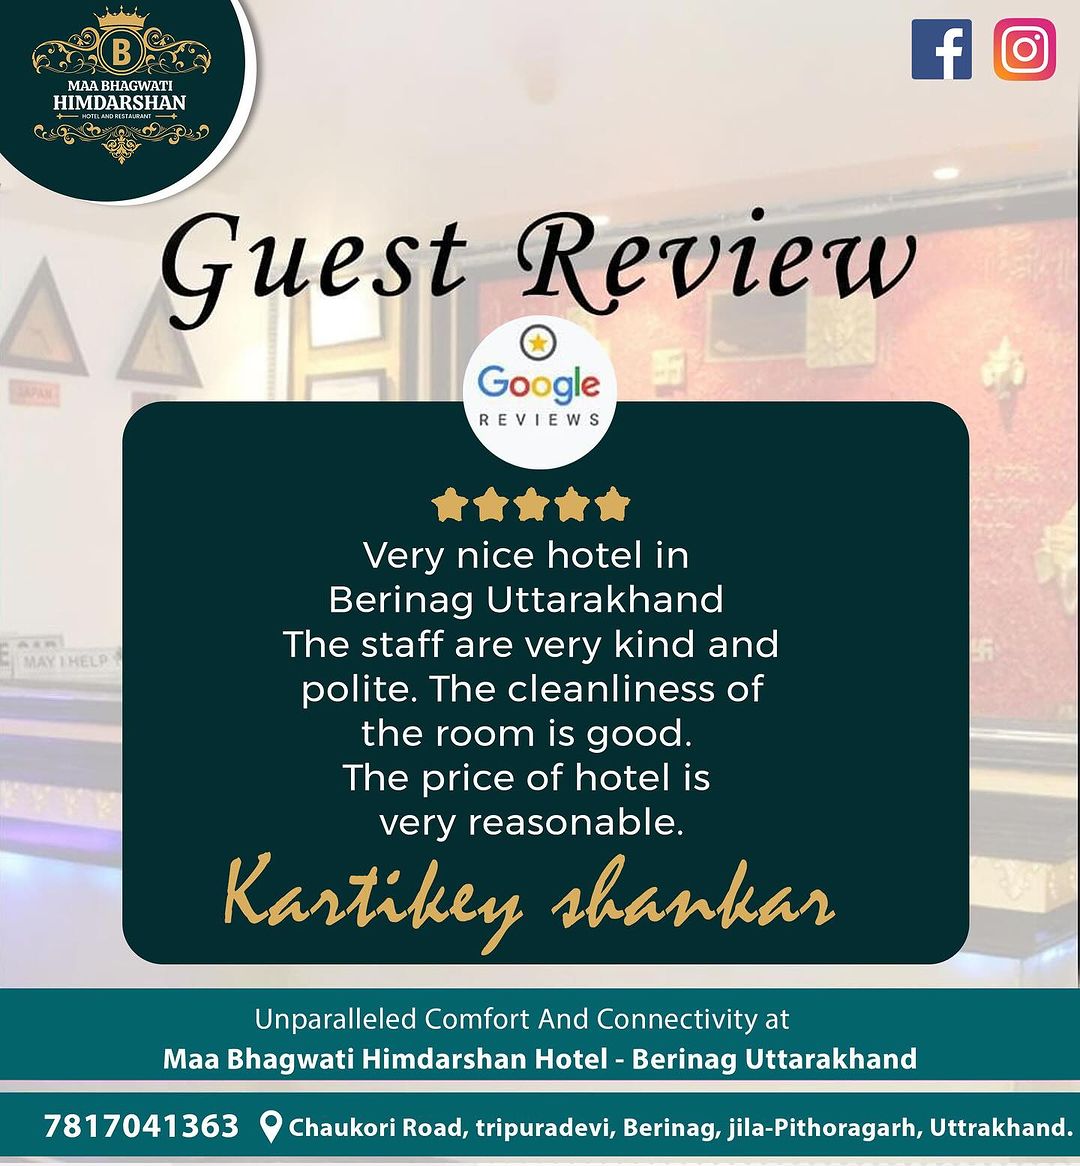 B
MAA BHAGWATI
HIMDARSHAN
HOTEL AND RESTAURANT
Guest Review
Google
REVIEWS
JAPAN
Very nice hotel in
Berinag Uttarakhand
The staff are very kind and
polite. The cleanliness of
the room is good.
The price of hotel is
very reasonable.
MAY I HELP
Kartikey shankar
Unparalleled Comfort And Connectivity at
Maa Bhagwati Himdarshan Hotel - Berinag Uttarakhand
7817041363 Chaukori Road, tripuradevi, Berinag, jila-Pithoragarh, Uttrakhand.